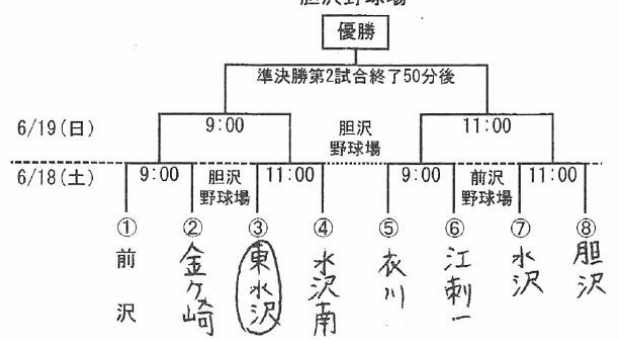 胆沢野球場
優勝
準決勝第2試合終了50分後
6/19(日)
9:00
胆沢
野球場
11:00
6/18(土)
9:00
胆沢
野球場
11:00
9:00
前沢
野球場
11:00
① ② ③ ④ ⑤ ⑥ ⑦ ⑧
前沢
金ヶ崎
東水沢
水沢南
衣川
江刺一
水沢
胆沢